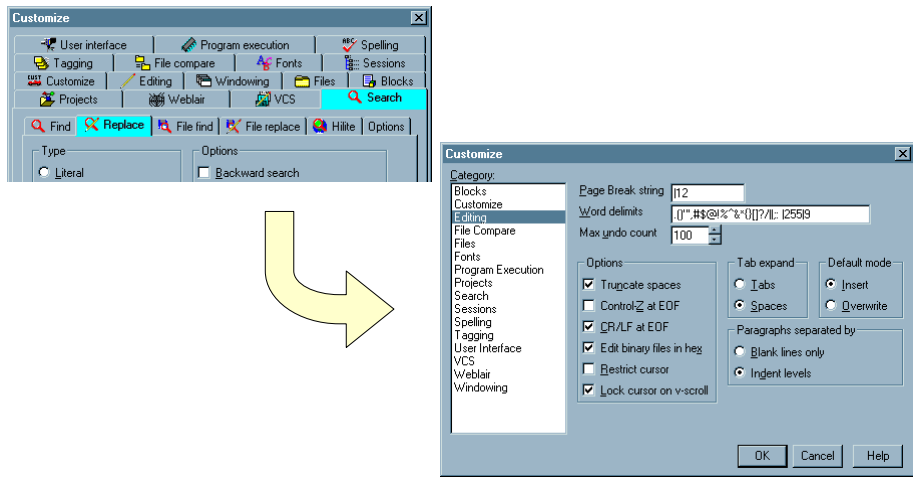 Customize
User interface Program execution Spelling
Tagging File compare Fonts Sessions
Customize Editing Windowing Files Blocks
Projects Weblair VCS Search
Find Replace File find File replace Hilite Options
Type Options
Literal Backward search
Customize
Category:
Blocks
Customize
Editing
File Compare
Files
Fonts
Program Execution
Projects
Search
Sessions
Spelling
Tagging
User Interface
VCS
Weblair
Windowing
Page Break string |12
Word delimits .()'",#$@!%^&*{}[]?/||;: |255|9
Max undo count 100
Options
Truncate spaces
Control-Z at EOF
CR/LF at EOF
Edit binary files in hex
Restrict cursor
Lock cursor on v-scroll
Tab expand
Tabs
Spaces
Default mode
Insert
Overwrite
Paragraphs separated by
Blank lines only
Indent levels
OK Cancel Help